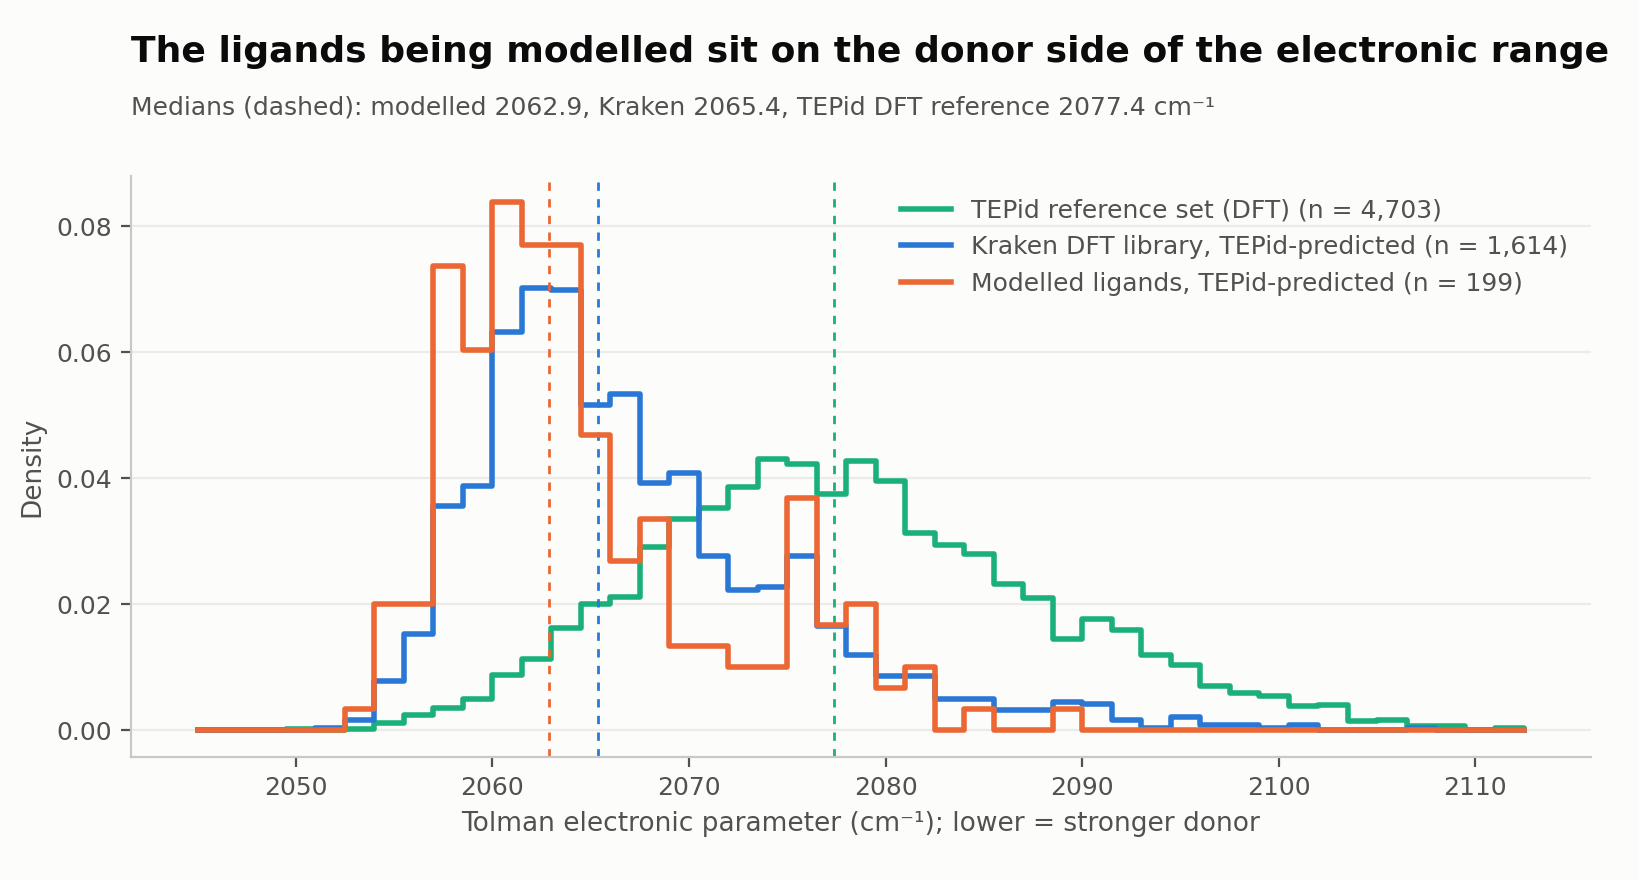 The ligands being modelled sit on the donor side of the electronic range
Medians (dashed): modelled 2062.9, Kraken 2065.4, TEPid DFT reference 2077.4 cm⁻¹
TEPid reference set (DFT) (n = 4,703)
Kraken DFT library, TEPid-predicted (n = 1,614)
Modelled ligands, TEPid-predicted (n = 199)
Density
0.08
0.06
0.04
0.02
0.00
2050 2060 2070 2080 2090 2100 2110
Tolman electronic parameter (cm⁻¹); lower = stronger donor